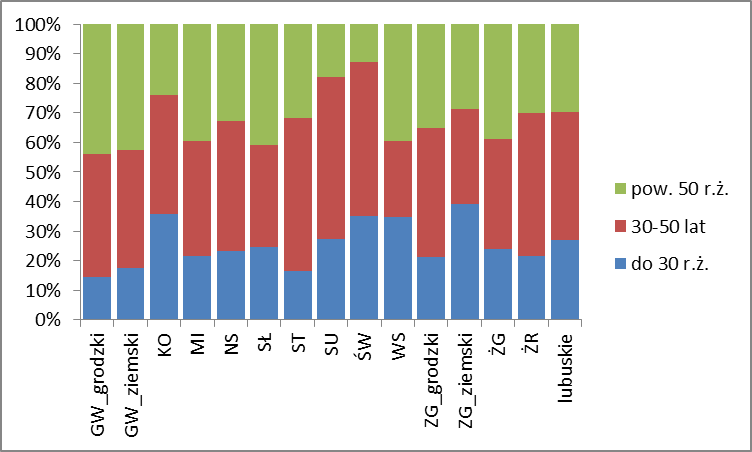 100%
90%
80%
70%
60%
50%
40%
30%
20%
10%
0%
GW_grodzki
GW_ziemski
KO
MI
NS
SŁ
ST
SU
ŚW
WS
ZG_grodzki
ZG_ziemski
ŻG
ŻR
lubuskie
pow. 50 r.ż.
30-50 lat
do 30 r.ż.